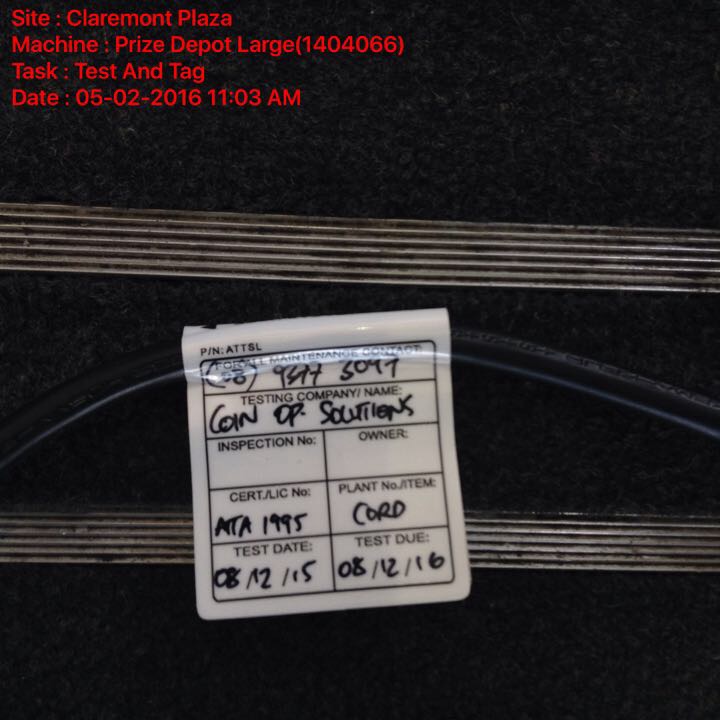 Site : Claremont Plaza
Machine : Prize Depot Large(1404066)
Task : Test And Tag
Date : 05-02-2016 11:03 AM
P/N: ATTSL
FOR ALL MAINTENANCE CONTACT:
(08) 9377 5097
TESTING COMPANY/ NAME:
COIN OP. SOLUTIONS
INSPECTION No: OWNER:
CERT./LIC No: PLANT No./ITEM:
ATA 1995 CORD
TEST DATE: TEST DUE:
08/12/15 08/12/16